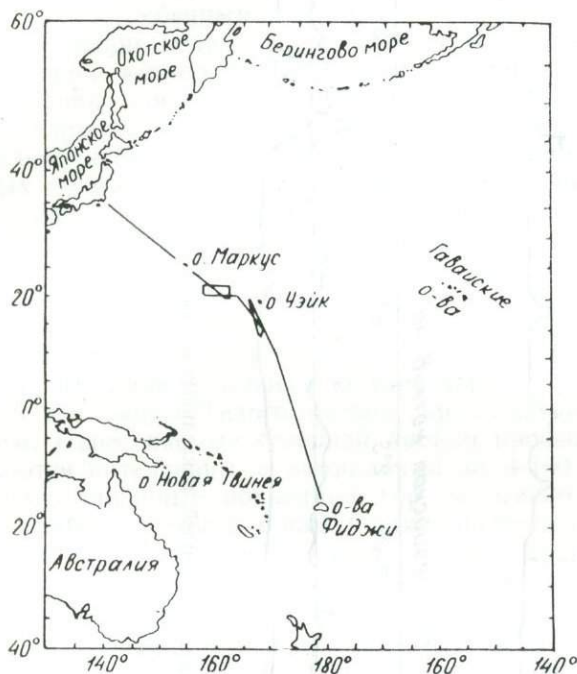 60°
Охотское
море
Берингово море
Японское
море
40°
о. Маркус
Гавайские
о-ва
20°
о Чэйк
0°
о Новая Гвинея
о-ва
Фиджи
20°
Австралия
40°
140°
160°
180°
160°
140°